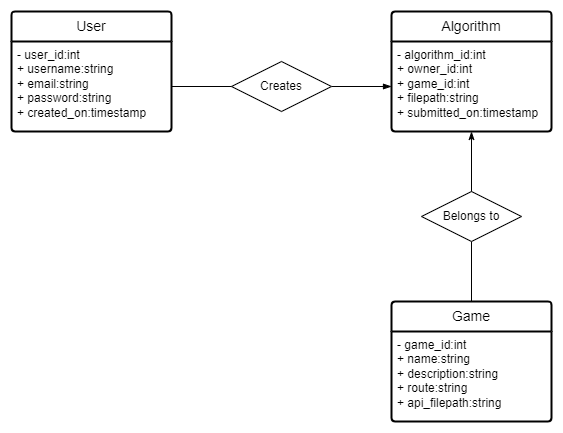 User
- user_id:int
+ username:string
+ email:string
+ password:string
+ created_on:timestamp
Creates
Algorithm
- algorithm_id:int
+ owner_id:int
+ game_id:int
+ filepath:string
+ submitted_on:timestamp
Belongs to
Game
- game_id:int
+ name:string
+ description:string
+ route:string
+ api_filepath:string